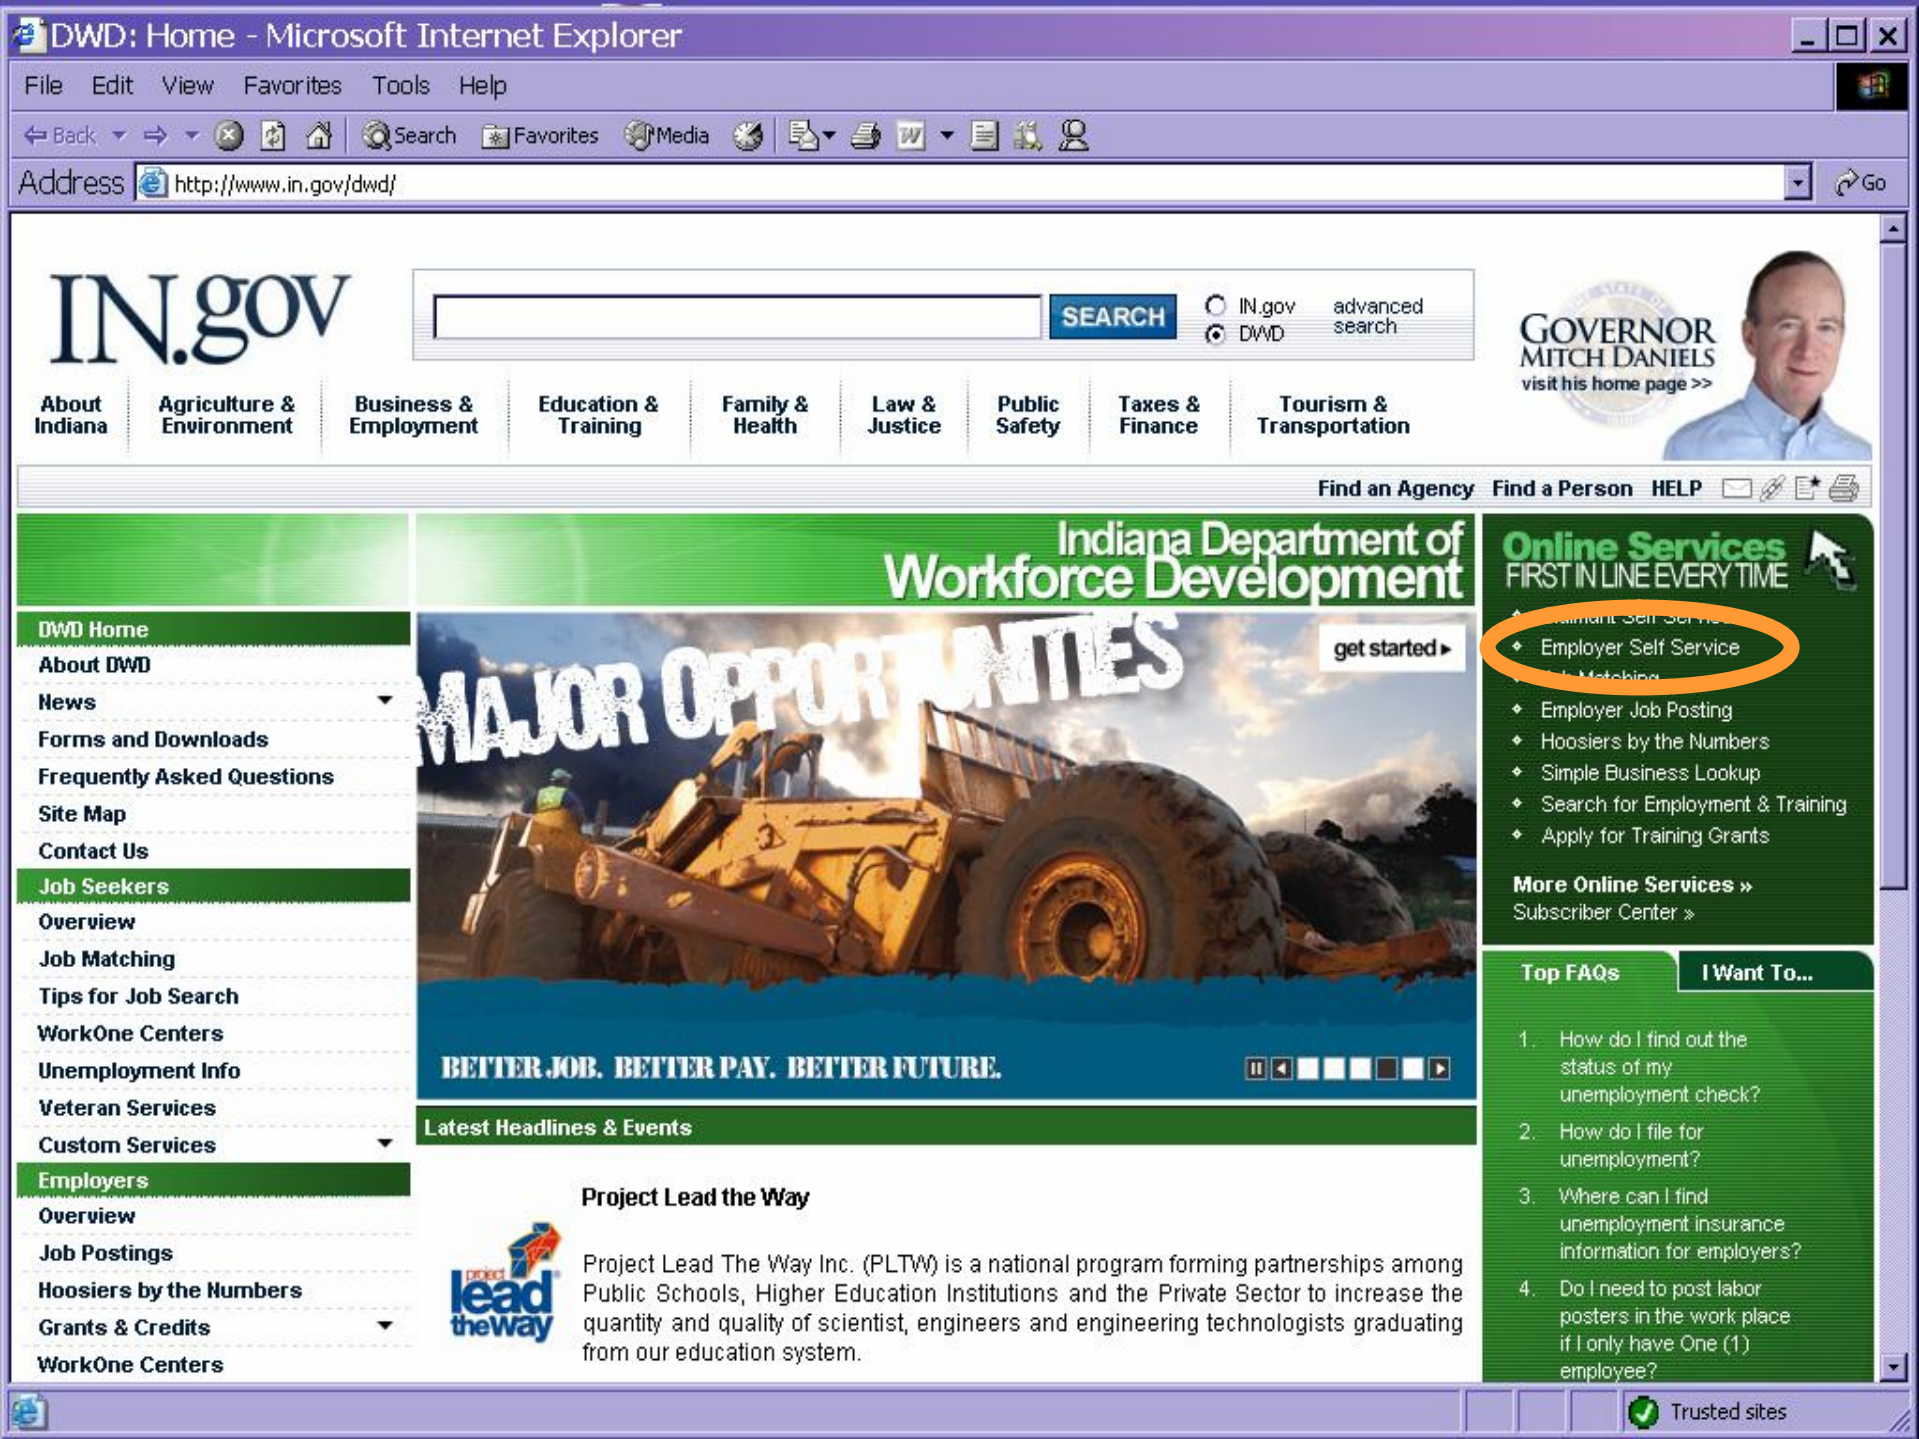 DWD: Home - Microsoft Internet Explorer
File Edit View Favorites Tools Help
Back Search Favorites Media
Address http://www.in.gov/dwd/ Go
IN.gov
SEARCH
IN.gov
DWD
advanced
search
GOVERNOR
MITCH DANIELS
visit his home page >>
About
Indiana
Agriculture &
Environment
Business &
Employment
Education &
Training
Family &
Health
Law &
Justice
Public
Safety
Taxes &
Finance
Tourism &
Transportation
Find an Agency Find a Person HELP
Indiana Department of
Workforce Development
DWD Home
About DWD
News
Forms and Downloads
Frequently Asked Questions
Site Map
Contact Us
Job Seekers
Overview
Job Matching
Tips for Job Search
WorkOne Centers
Unemployment Info
Veteran Services
Custom Services
Employers
Overview
Job Postings
Hoosiers by the Numbers
Grants & Credits
WorkOne Centers
MAJOR OPPORTUNITIES
get started
BETTER JOB. BETTER PAY. BETTER FUTURE.
Latest Headlines & Events
Project Lead the Way
project
lead
the way
Project Lead The Way Inc. (PLTW) is a national program forming partnerships among
Public Schools, Higher Education Institutions and the Private Sector to increase the
quantity and quality of scientist, engineers and engineering technologists graduating
from our education system.
Online Services
FIRST IN LINE EVERY TIME
Self
Employer Self Service
Matching
Employer Job Posting
Hoosiers by the Numbers
Simple Business Lookup
Search for Employment & Training
Apply for Training Grants
More Online Services »
Subscriber Center »
Top FAQs
I Want To...
1. How do I find out the
status of my
unemployment check?
2. How do I file for
unemployment?
3. Where can I find
unemployment insurance
information for employers?
4. Do I need to post labor
posters in the work place
if I only have One (1)
employee?
Trusted sites